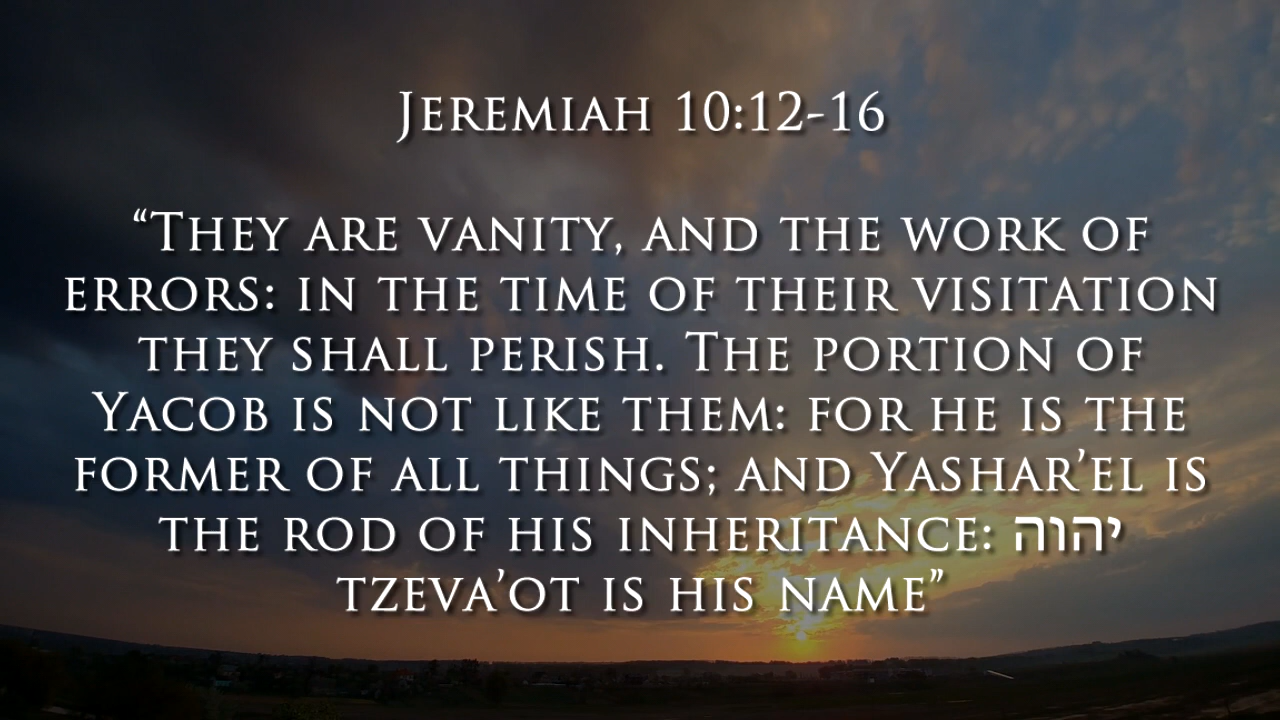 Jeremiah 10:12-16
“They are vanity, and the work of
errors: in the time of their visitation
they shall perish. The portion of
Yacob is not like them: for he is the
former of all things; and Yashar’el is
the rod of his inheritance: יהוה
tzeva’ot is his name”